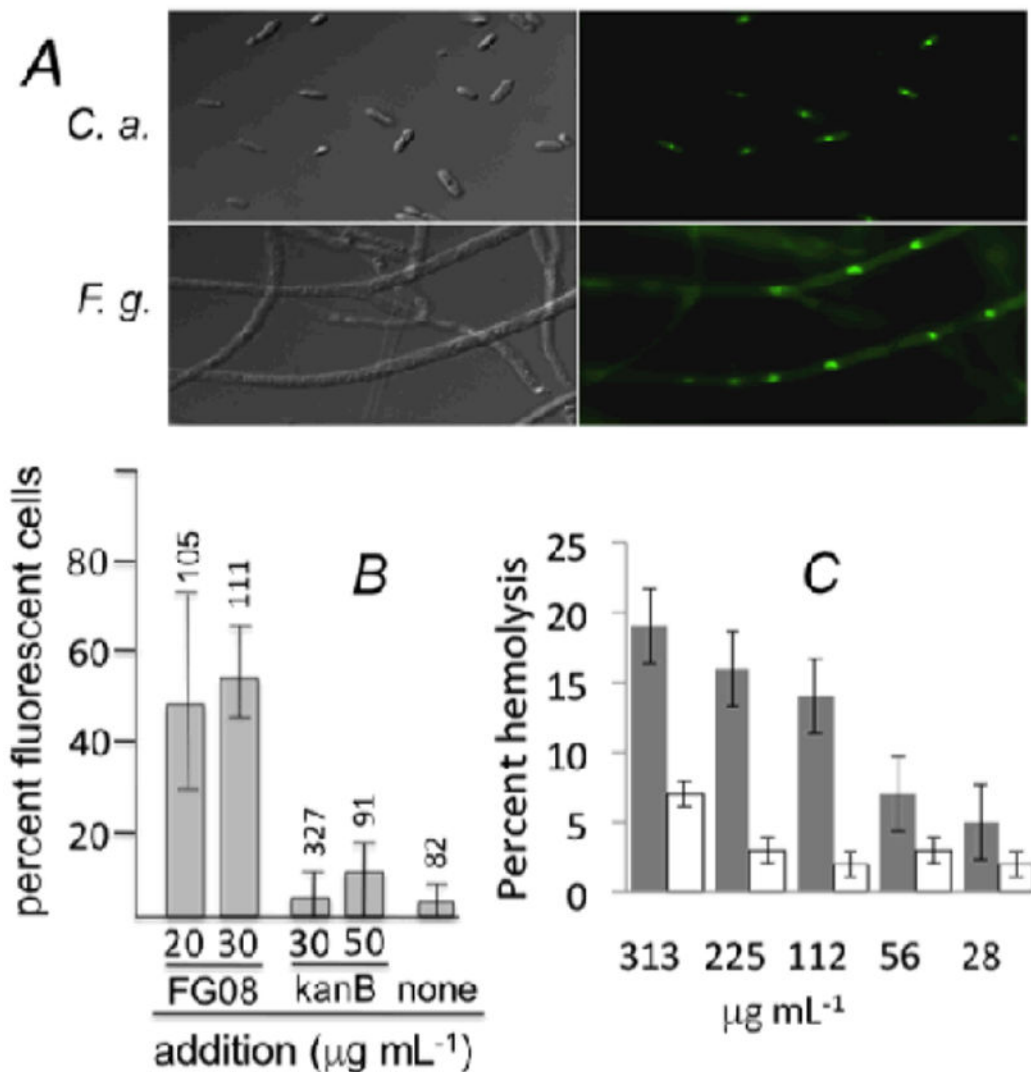 A
C. a.
F. g.
percent fluorescent cells
80
60
40
20
105
111
327
91
82
B
20 30 30 50
FG08 kanB none
addition (µg mL-1)
C
Percent hemolysis
25
20
15
10
5
0
313 225 112 56 28
µg mL-1